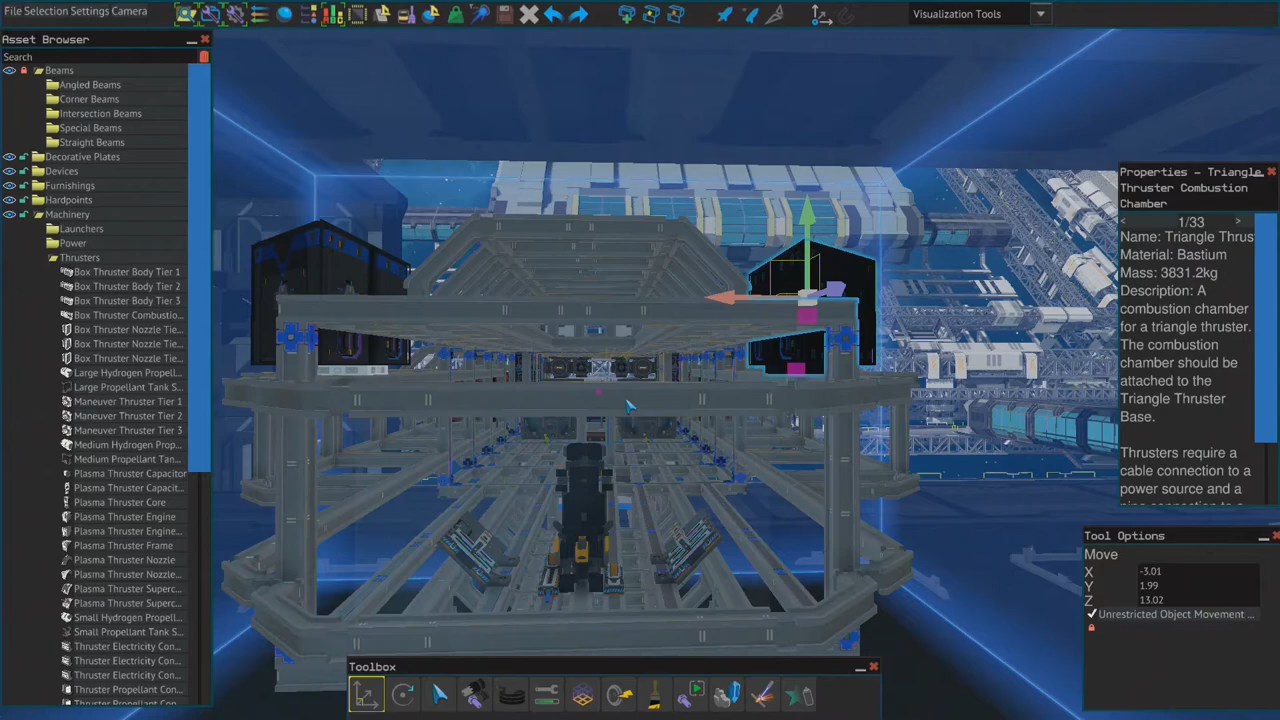 File Selection Settings Camera
Visualization Tools
Asset Browser
Search
Beams
Angled Beams
Corner Beams
Intersection Beams
Special Beams
Straight Beams
Decorative Plates
Devices
Furnishings
Hardpoints
Machinery
Launchers
Power
Thrusters
Box Thruster Body Tier 1
Box Thruster Body Tier 2
Box Thruster Body Tier 3
Box Thruster Combustio...
Box Thruster Nozzle Tie...
Box Thruster Nozzle Tie...
Box Thruster Nozzle Tie...
Large Hydrogen Propell...
Large Propellant Tank S...
Maneuver Thruster Tier 1
Maneuver Thruster Tier 2
Maneuver Thruster Tier 3
Medium Hydrogen Prop...
Medium Propellant Tan...
Plasma Thruster Capacitor
Plasma Thruster Capacit...
Plasma Thruster Core
Plasma Thruster Engine
Plasma Thruster Engine...
Plasma Thruster Frame
Plasma Thruster Nozzle
Plasma Thruster Nozzle...
Plasma Thruster Superc...
Plasma Thruster Superc...
Small Hydrogen Propell...
Small Propellant Tank S...
Thruster Electricity Con...
Thruster Electricity Con...
Thruster Electricity Con...
Thruster Propellant Con...
Properties - Triangle
Thruster Combustion
Chamber
< 1/33 >
Name: Triangle Thrus
Material: Bastium
Mass: 3831.2kg
Description: A
combustion chamber
for a triangle thruster.
The combustion
chamber should be
attached to the
Triangle Thruster
Base.
Thrusters require a
cable connection to a
power source and a
Tool Options
Move
X -3.01
Y 1.99
Z 13.02
Unrestricted Object Movement ...
Toolbox